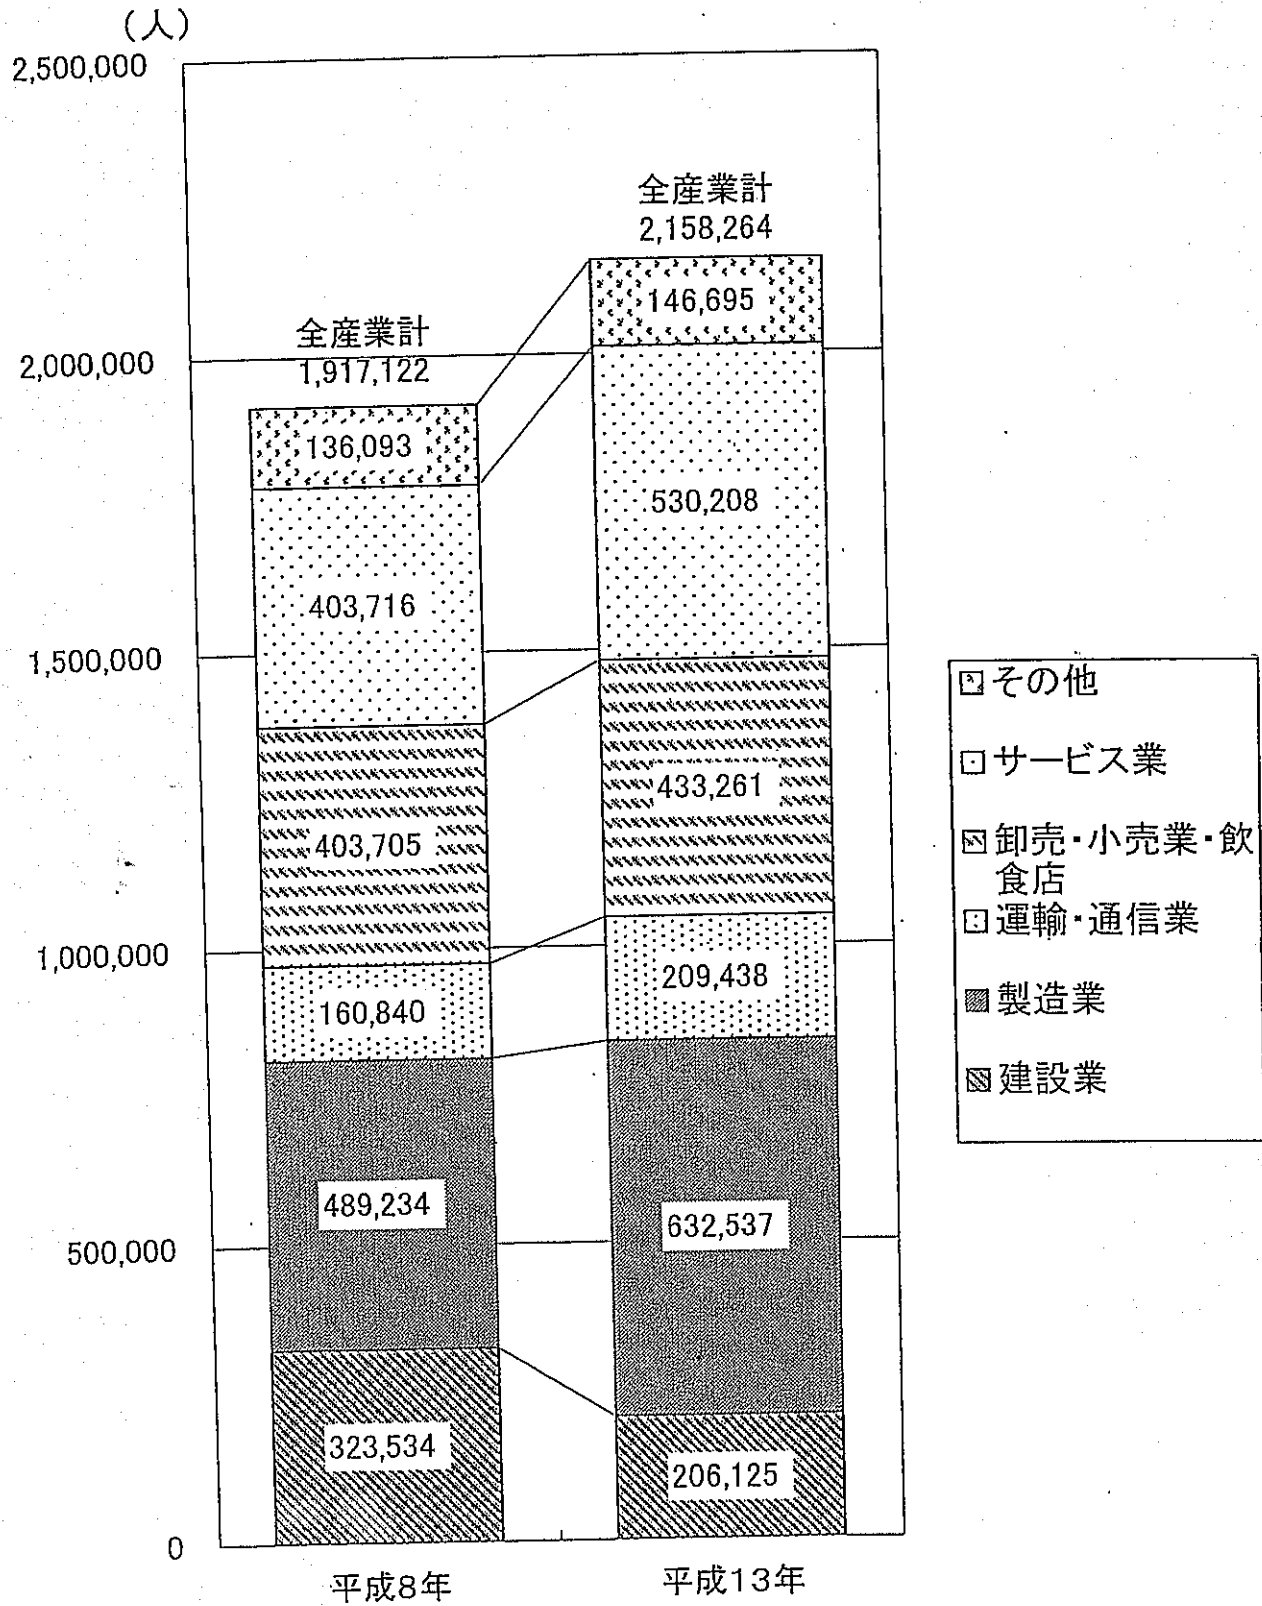 (人)
2,500,000
2,000,000
1,500,000
1,000,000
500,000
0
全産業計
1,917,122
136,093
403,716
403,705
160,840
489,234
323,534
平成8年
全産業計
2,158,264
146,695
530,208
433,261
209,438
632,537
206,125
平成13年
その他
サービス業
卸売・小売業・飲
食店
運輸・通信業
製造業
建設業